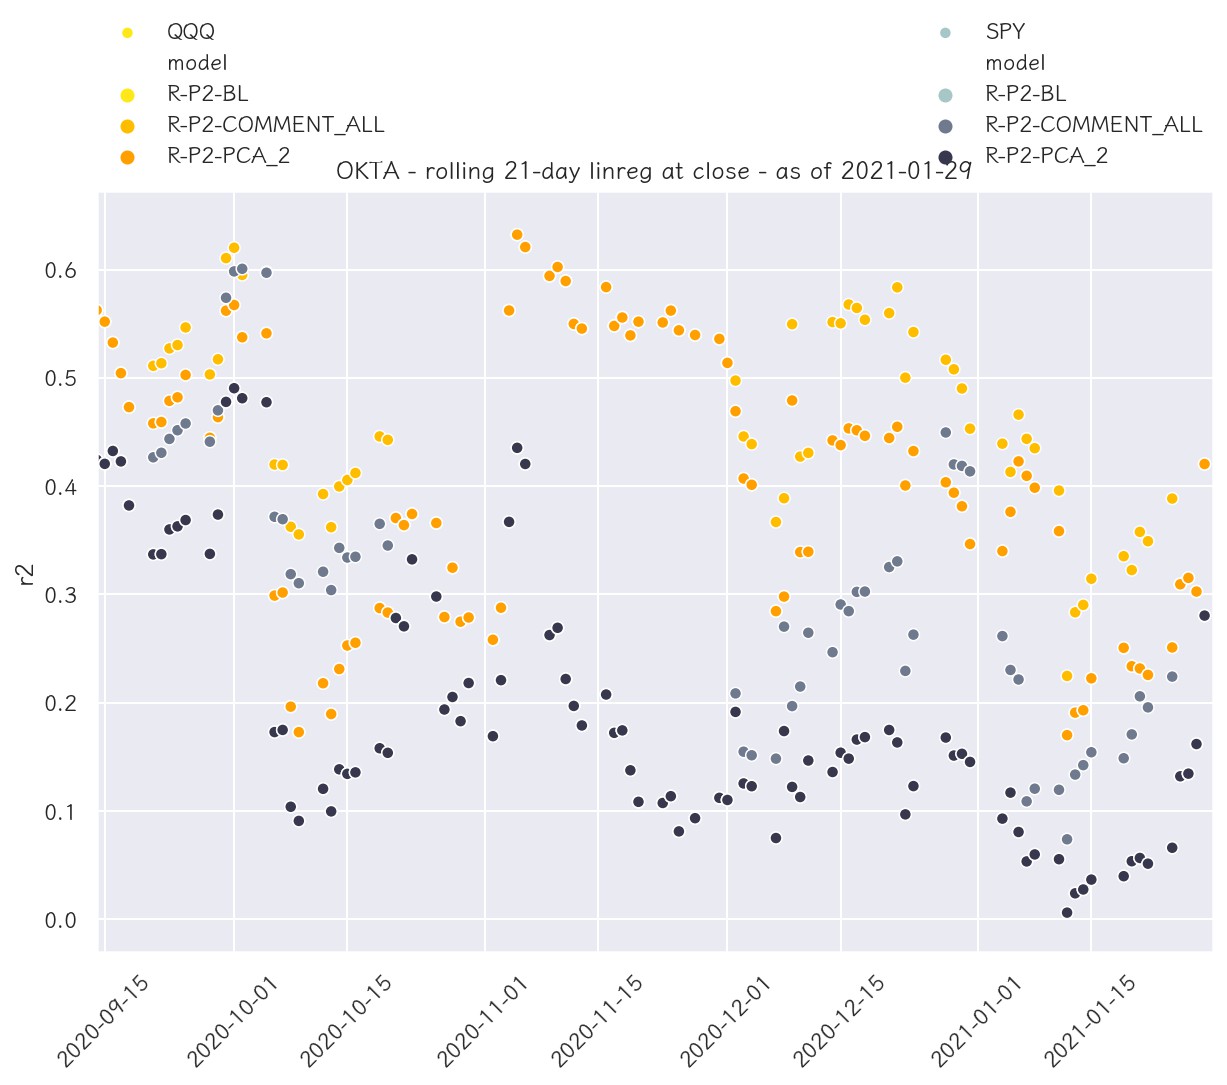 QQQ
model
R-P2-BL
R-P2-COMMENT_ALL
R-P2-PCA_2
SPY
model
R-P2-BL
R-P2-COMMENT_ALL
R-P2-PCA_2
OKTA - rolling 21-day linreg at close - as of 2021-01-29
r2
0.6
0.5
0.4
0.3
0.2
0.1
0.0
2020-09-15
2020-10-01
2020-10-15
2020-11-01
2020-11-15
2020-12-01
2020-12-15
2021-01-01
2021-01-15